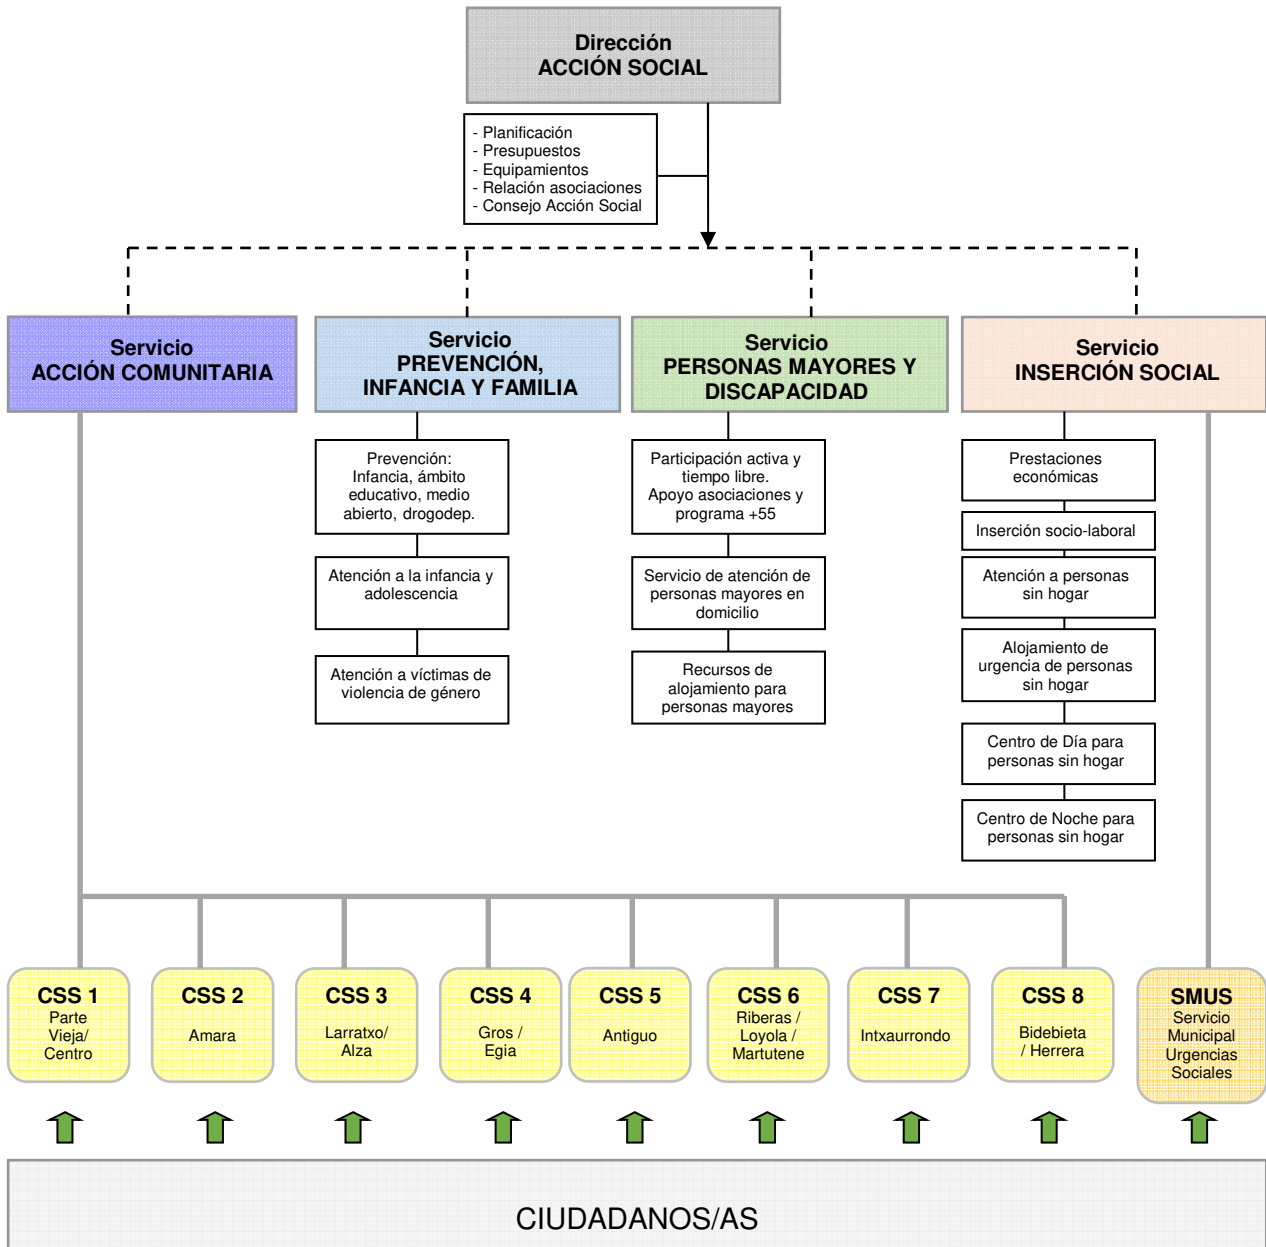 Dirección
ACCIÓN SOCIAL
- Planificación
- Presupuestos
- Equipamientos
- Relación asociaciones
- Consejo Acción Social
Servicio
ACCIÓN COMUNITARIA
Servicio
PREVENCIÓN,
INFANCIA Y FAMILIA
Servicio
PERSONAS MAYORES Y
DISCAPACIDAD
Servicio
INSERCIÓN SOCIAL
Prevención:
Infancia, ámbito
educativo, medio
abierto, drogodep.
Atención a la infancia y
adolescencia
Atención a víctimas de
violencia de género
Participación activa y
tiempo libre.
Apoyo asociaciones y
programa +55
Servicio de atención de
personas mayores en
domicilio
Recursos de
alojamiento para
personas mayores
Prestaciones
económicas
Inserción socio-laboral
Atención a personas
sin hogar
Alojamiento de
urgencia de personas
sin hogar
Centro de Día para
personas sin hogar
Centro de Noche para
personas sin hogar
CSS 1
Parte
Vieja/
Centro
CSS 2
Amara
CSS 3
Larratxo/
Alza
CSS 4
Gros /
Egia
CSS 5
Antiguo
CSS 6
Riberas /
Loyola /
Martutene
CSS 7
Intxaurrondo
CSS 8
Bidebieta
/ Herrera
SMUS
Servicio
Municipal
Urgencias
Sociales
CIUDADANOS/AS